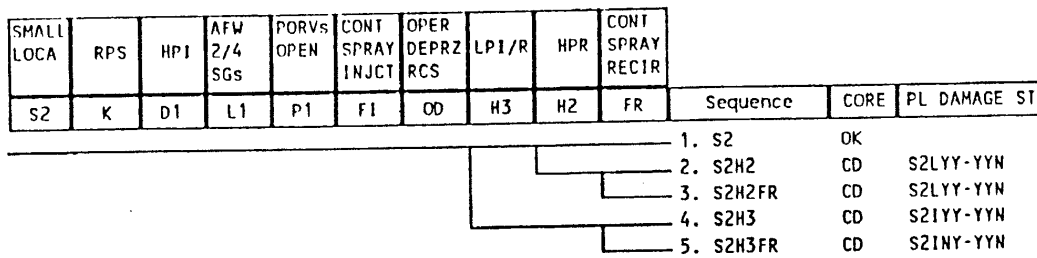 SMALL LOCA
RPS
HPI
AFW 2/4 SGs
PORVs OPEN
CONT SPRAY INJCT
OPER DEPRZ RCS
LPI/R
HPR
CONT SPRAY RECIR
S2 K D1 L1 P1 F1 OD H3 H2 FR Sequence CORE PL DAMAGE ST
1. S2 OK
2. S2H2 CD S2LYY-YYN
3. S2H2FR CD S2LYY-YYN
4. S2H3 CD S2IYY-YYN
5. S2H3FR CD S2INY-YYN